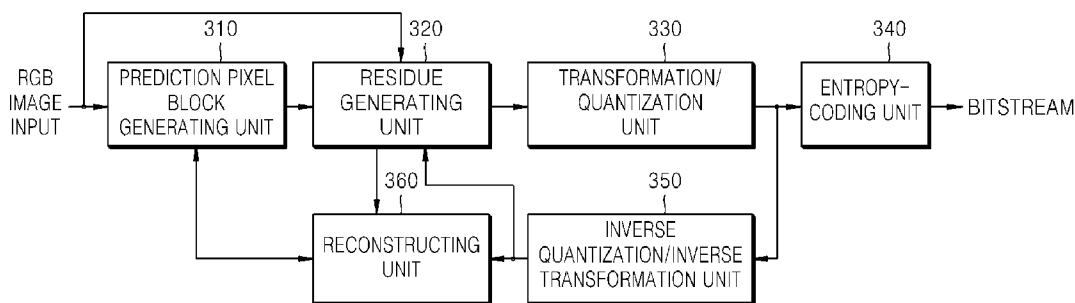 310
320
330
340
RGB
IMAGE
INPUT
PREDICTION PIXEL
BLOCK
GENERATING UNIT
RESIDUE
GENERATING
UNIT
TRANSFORMATION/
QUANTIZATION
UNIT
ENTROPY-
CODING UNIT
BITSTREAM
360
350
RECONSTRUCTING
UNIT
INVERSE
QUANTIZATION/INVERSE
TRANSFORMATION UNIT